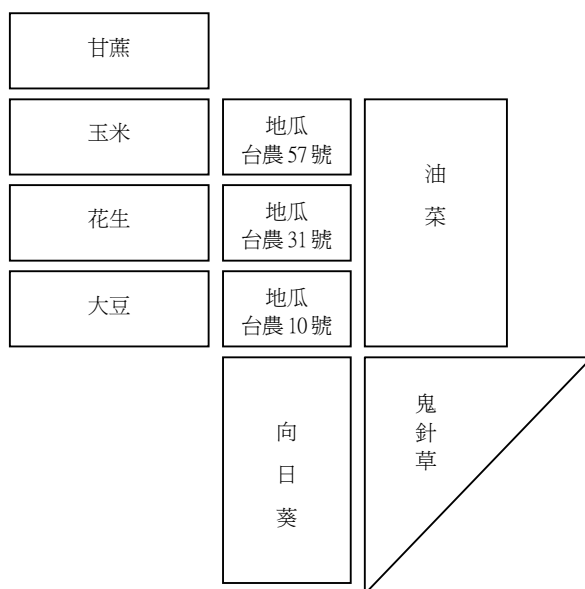 甘蔗
玉米
地瓜
台農 57 號
油菜
花生
地瓜
台農 31 號
大豆
地瓜
台農 10 號
向日葵
鬼針草